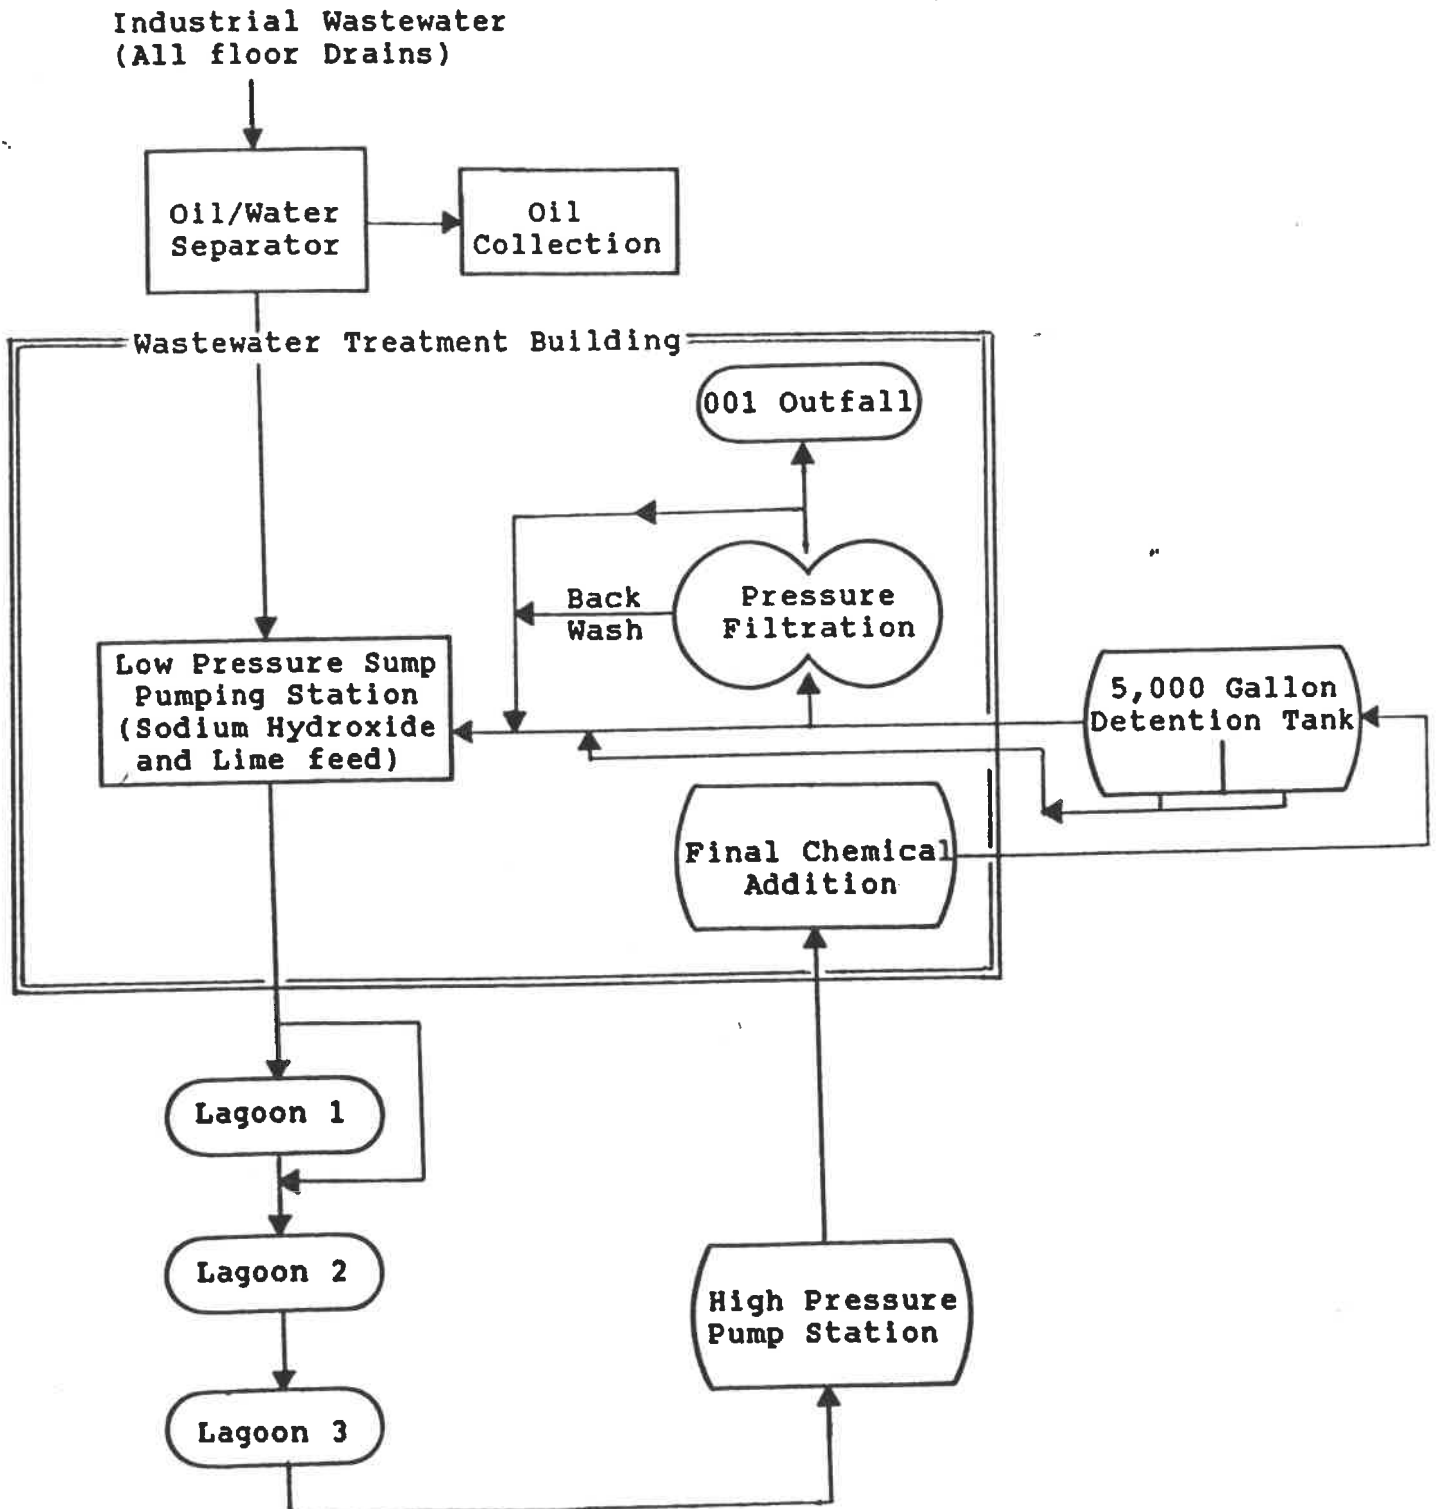 Industrial Wastewater
(All floor Drains)
Oil/Water
Separator
Oil
Collection
Wastewater Treatment Building
001 Outfall
Back
Wash
Pressure
Filtration
Low Pressure Sump
Pumping Station
(Sodium Hydroxide
and Lime feed)
5,000 Gallon
Detention Tank
Final Chemical
Addition
Lagoon 1
Lagoon 2
High Pressure
Pump Station
Lagoon 3